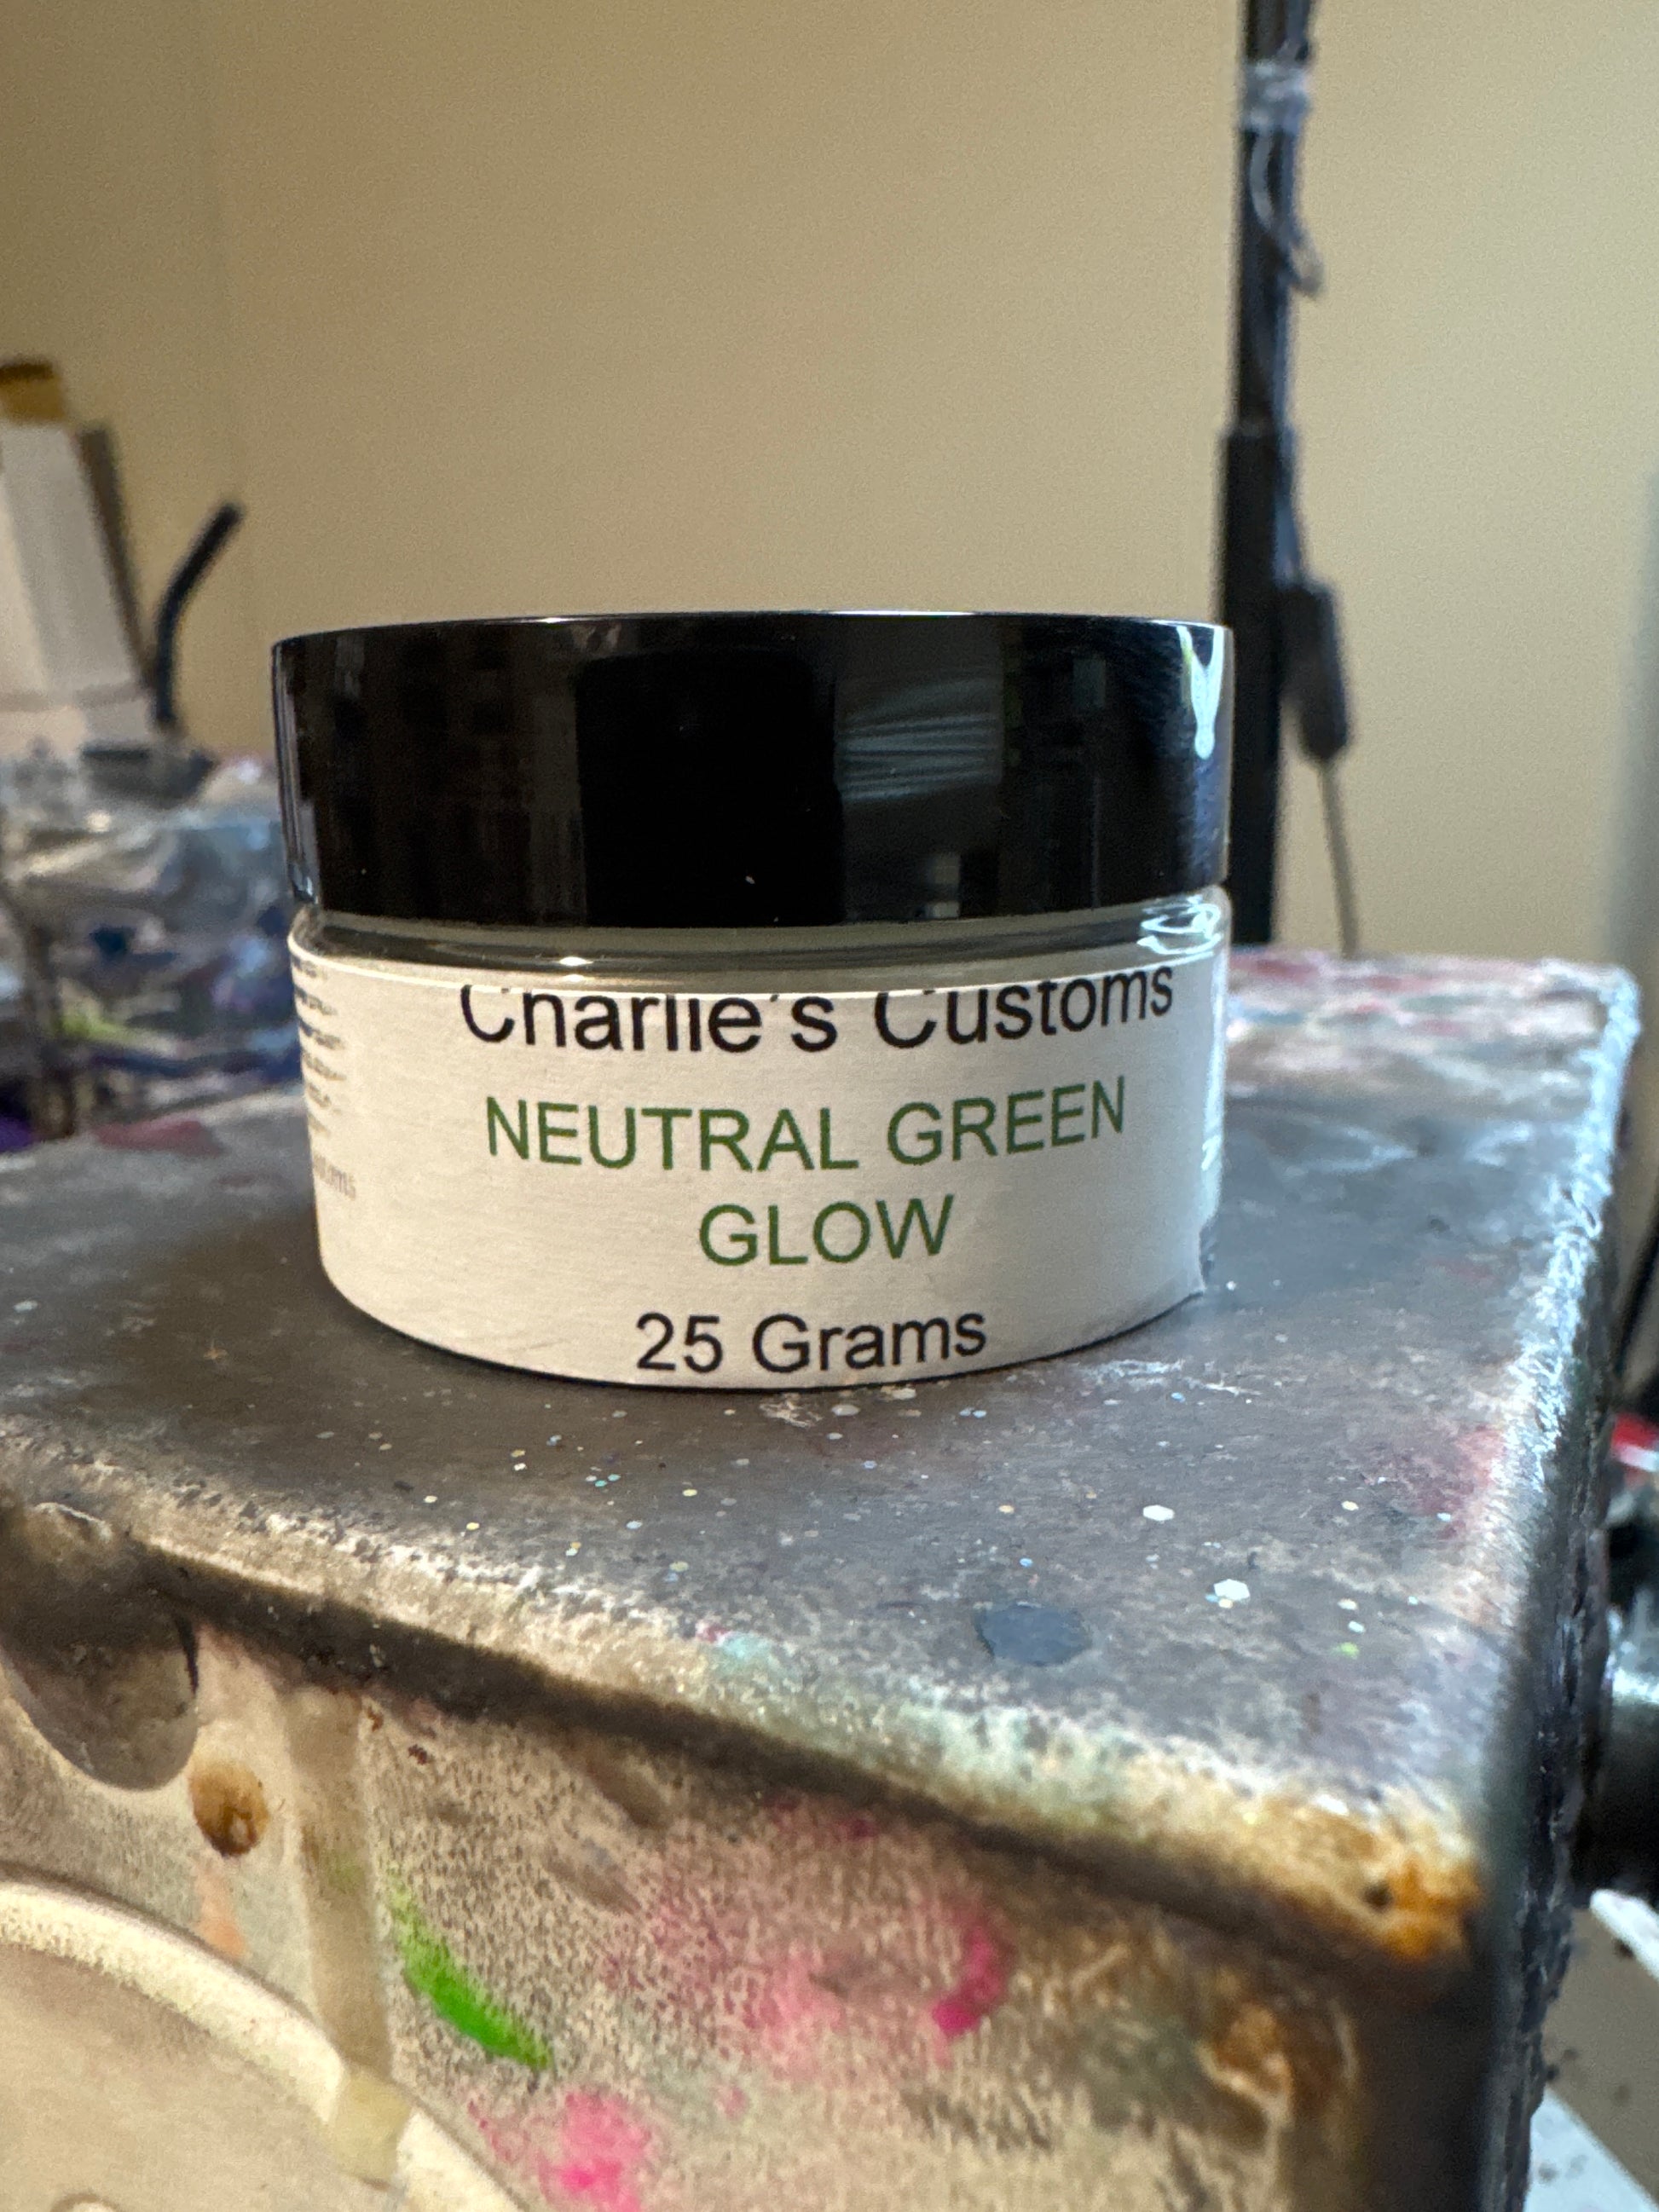 Charlie's Customs
NEUTRAL GREEN
GLOW
25 Grams